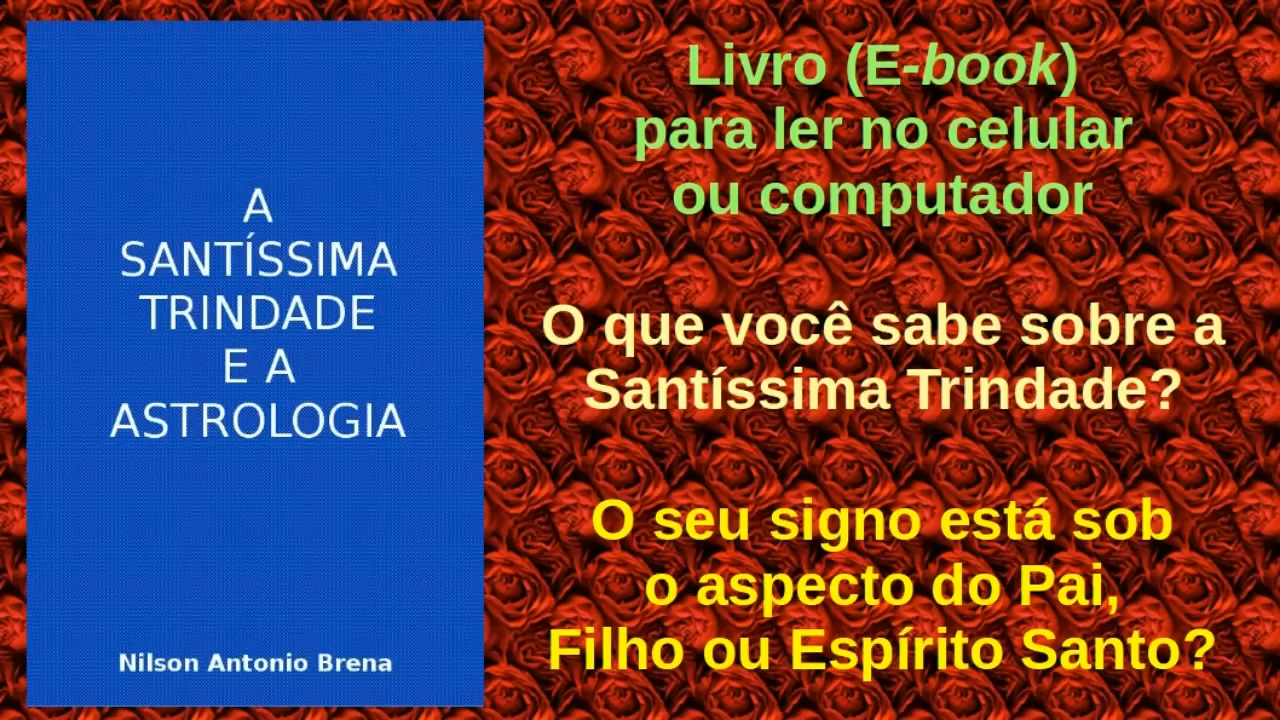 A
SANTÍSSIMA
TRINDADE
E A
ASTROLOGIA
Nilson Antonio Brena
Livro (E-book)
para ler no celular
ou computador
O que você sabe sobre a
Santíssima Trindade?
O seu signo está sob
o aspecto do Pai,
Filho ou Espírito Santo?